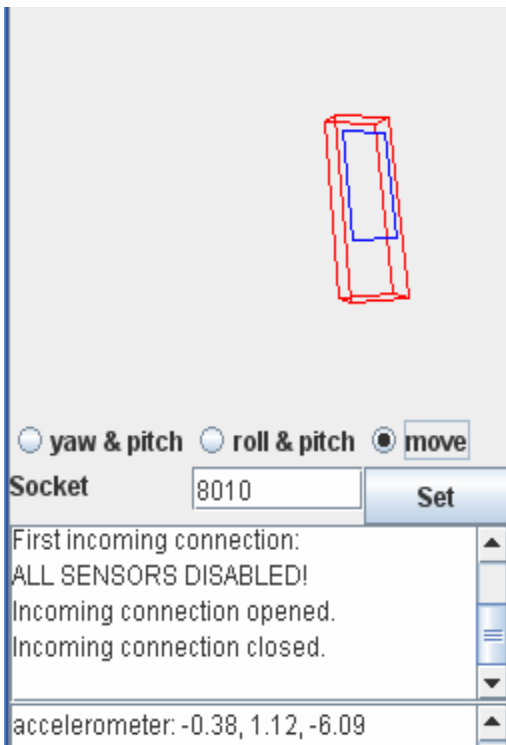 yaw & pitch roll & pitch move
Socket 8010 Set
First incoming connection:
ALL SENSORS DISABLED!
Incoming connection opened.
Incoming connection closed.
accelerometer: -0.38, 1.12, -6.09